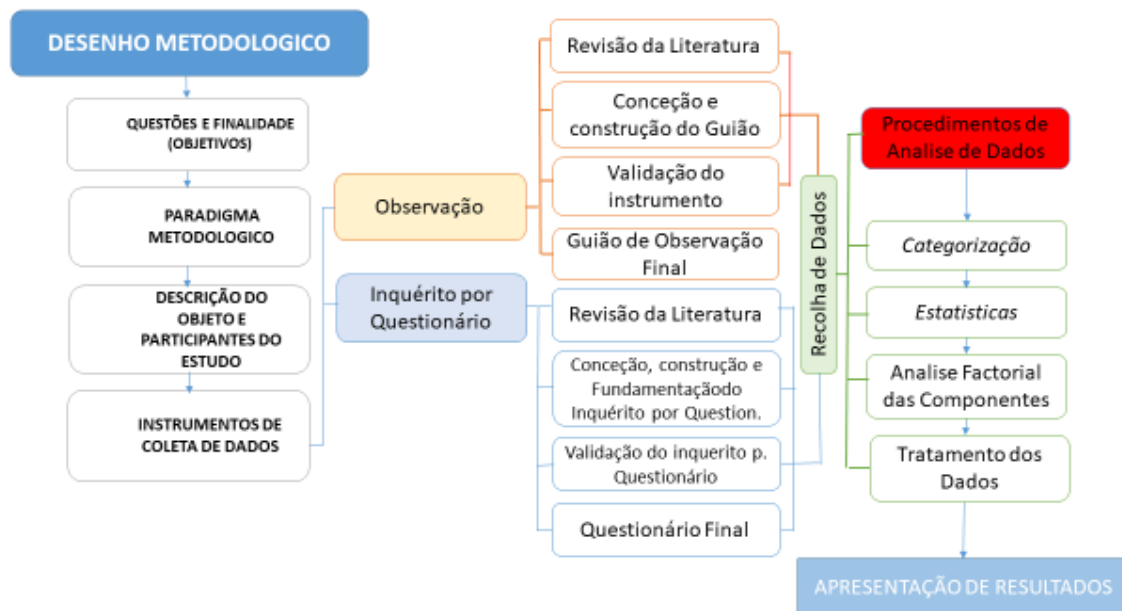 DESENHO METODOLOGICO
QUESTÕES E FINALIDADE
(OBJETIVOS)
PARADIGMA
METODOLOGICO
DESCRIÇÃO DO
OBJETO E
PARTICIPANTES DO
ESTUDO
INSTRUMENTOS DE
COLETA DE DADOS
Observação
Inquérito por
Questionário
Revisão da Literatura
Conceção e
construção do Guião
Validação do
instrumento
Guião de Observação
Final
Revisão da Literatura
Conceção, construção e
Fundamentaçãodo
Inquérito por Question.
Validação do inquerito p.
Questionário
Questionário Final
Recolha de Dados
Procedimentos de
Analise de Dados
Categorização
Estatisticas
Analise Factorial
das Componentes
Tratamento dos
Dados
APRESENTAÇÃO DE RESULTADOS